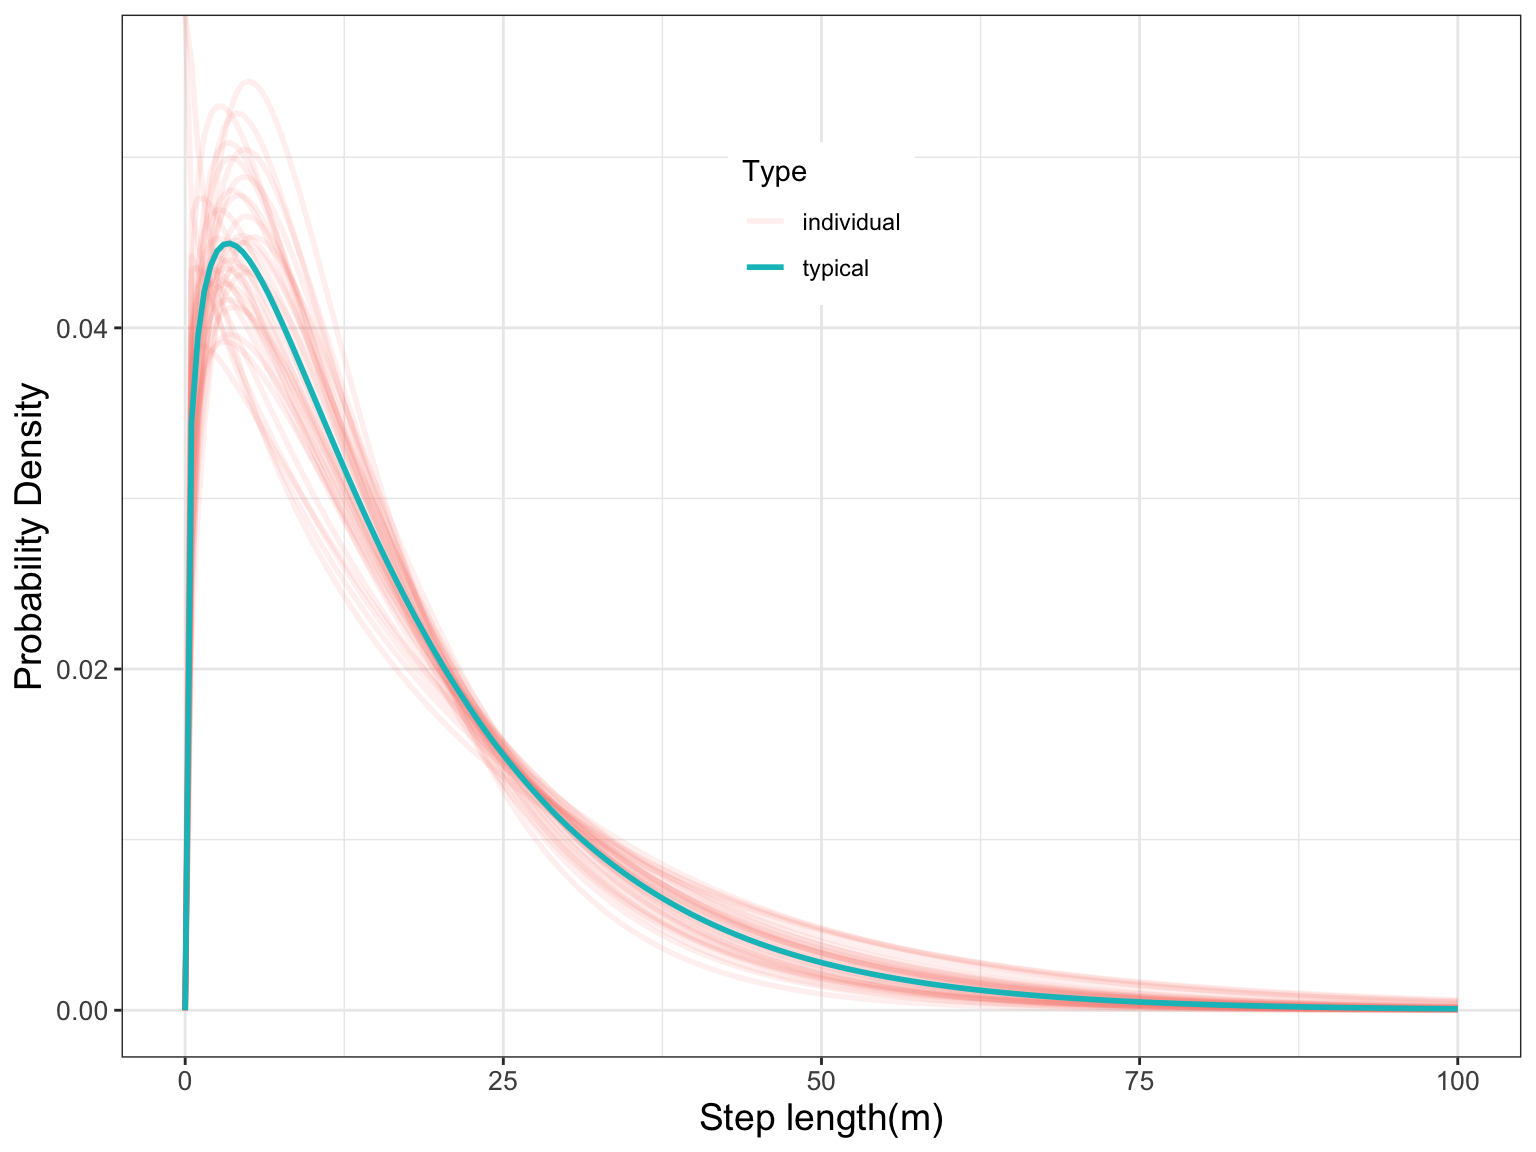 Type
individual
typical
Probability Density
0.04
0.02
0.00
0 25 50 75 100
Step length(m)